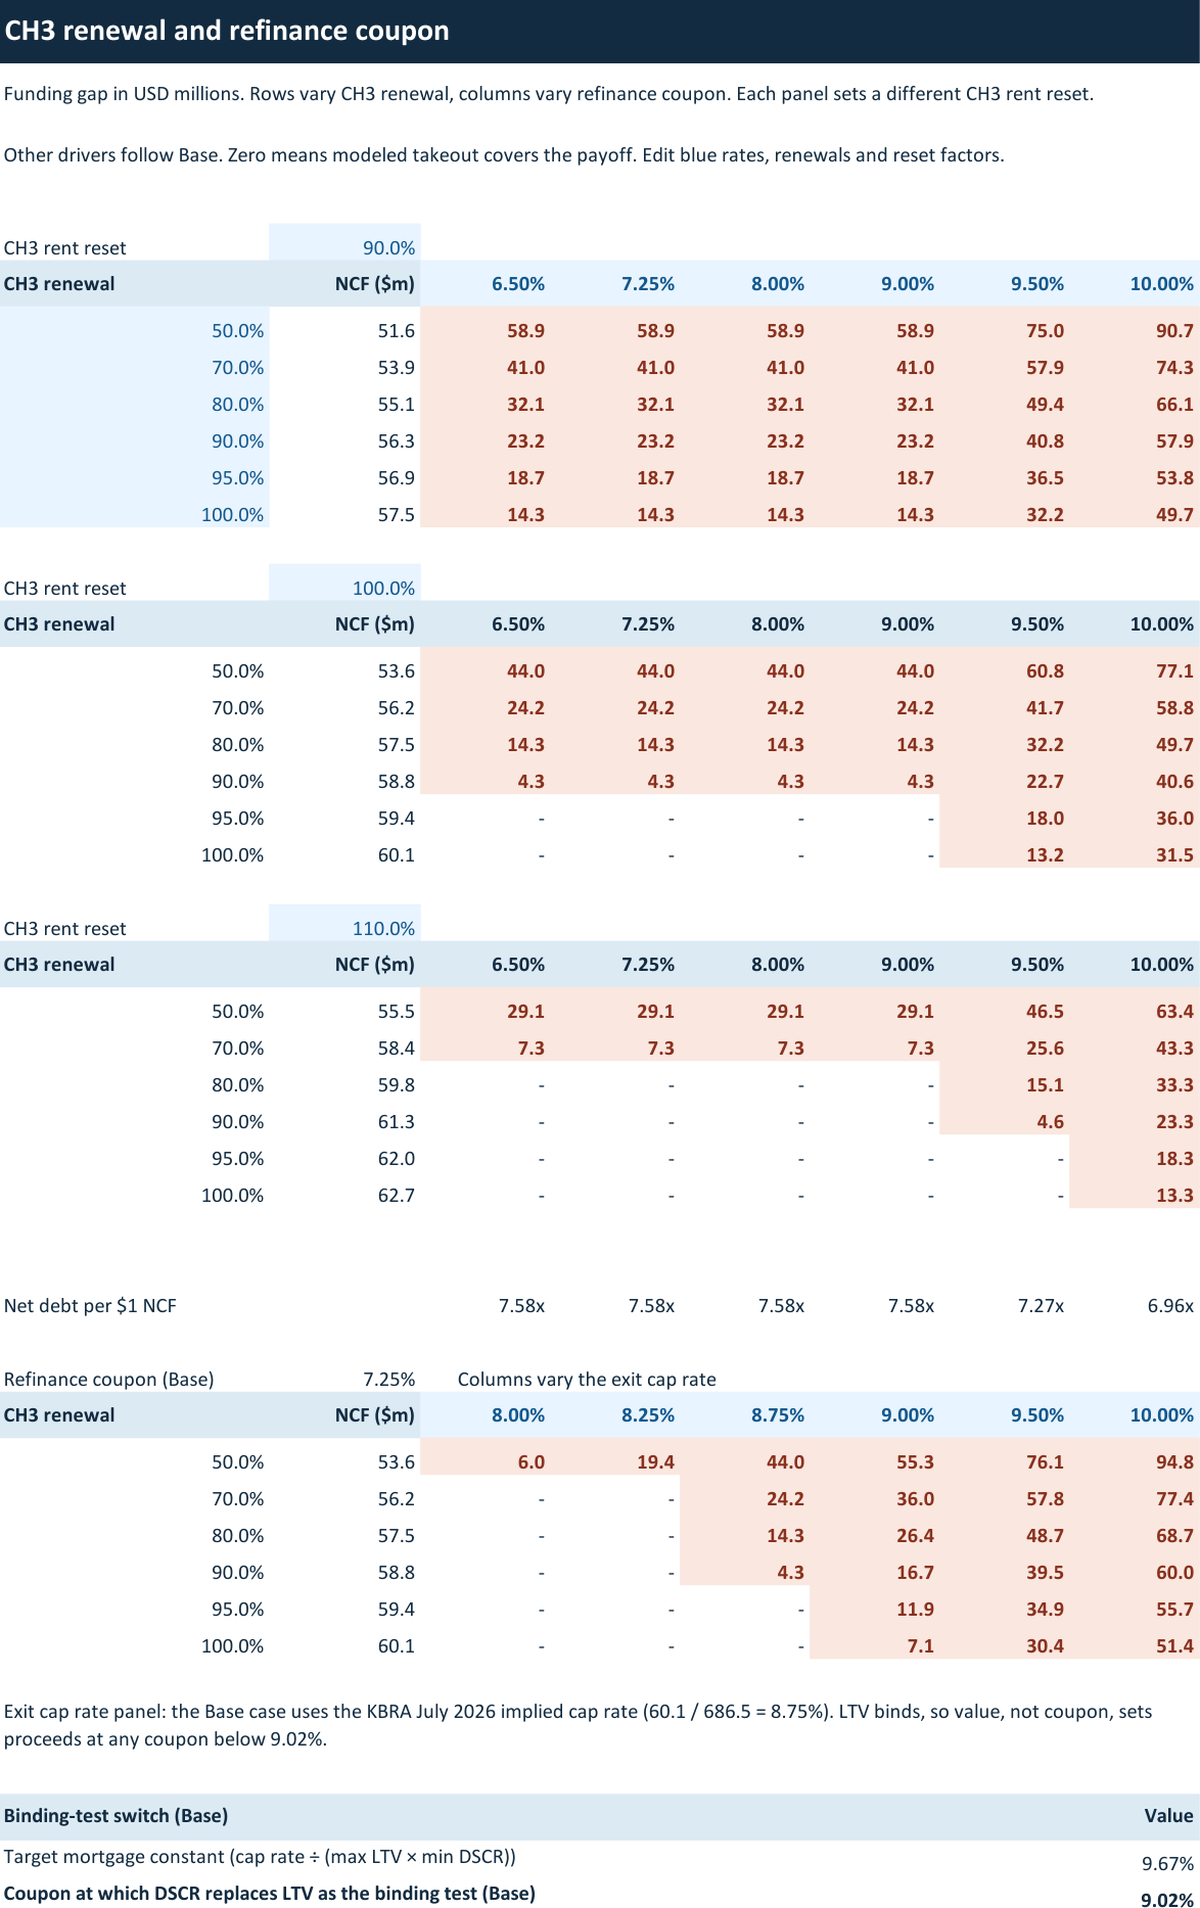 CH3 renewal and refinance coupon
Funding gap in USD millions. Rows vary CH3 renewal, columns vary refinance coupon. Each panel sets a different CH3 rent reset.
Other drivers follow Base. Zero means modeled takeout covers the payoff. Edit blue rates, renewals and reset factors.
CH3 rent reset 90.0%
CH3 renewal NCF ($m) 6.50% 7.25% 8.00% 9.00% 9.50% 10.00%
50.0% 51.6 58.9 58.9 58.9 58.9 75.0 90.7
70.0% 53.9 41.0 41.0 41.0 41.0 57.9 74.3
80.0% 55.1 32.1 32.1 32.1 32.1 49.4 66.1
90.0% 56.3 23.2 23.2 23.2 23.2 40.8 57.9
95.0% 56.9 18.7 18.7 18.7 18.7 36.5 53.8
100.0% 57.5 14.3 14.3 14.3 14.3 32.2 49.7
CH3 rent reset 100.0%
CH3 renewal NCF ($m) 6.50% 7.25% 8.00% 9.00% 9.50% 10.00%
50.0% 53.6 44.0 44.0 44.0 44.0 60.8 77.1
70.0% 56.2 24.2 24.2 24.2 24.2 41.7 58.8
80.0% 57.5 14.3 14.3 14.3 14.3 32.2 49.7
90.0% 58.8 4.3 4.3 4.3 4.3 22.7 40.6
95.0% 59.4 - - - - 18.0 36.0
100.0% 60.1 - - - - 13.2 31.5
CH3 rent reset 110.0%
CH3 renewal NCF ($m) 6.50% 7.25% 8.00% 9.00% 9.50% 10.00%
50.0% 55.5 29.1 29.1 29.1 29.1 46.5 63.4
70.0% 58.4 7.3 7.3 7.3 7.3 25.6 43.3
80.0% 59.8 - - - - 15.1 33.3
90.0% 61.3 - - - - 4.6 23.3
95.0% 62.0 - - - - - 18.3
100.0% 62.7 - - - - - 13.3
Net debt per $1 NCF 7.58x 7.58x 7.58x 7.58x 7.27x 6.96x
Refinance coupon (Base) 7.25% Columns vary the exit cap rate
CH3 renewal NCF ($m) 8.00% 8.25% 8.75% 9.00% 9.50% 10.00%
50.0% 53.6 6.0 19.4 44.0 55.3 76.1 94.8
70.0% 56.2 - - 24.2 36.0 57.8 77.4
80.0% 57.5 - - 14.3 26.4 48.7 68.7
90.0% 58.8 - - 4.3 16.7 39.5 60.0
95.0% 59.4 - - - 11.9 34.9 55.7
100.0% 60.1 - - - 7.1 30.4 51.4
Exit cap rate panel: the Base case uses the KBRA July 2026 implied cap rate (60.1 / 686.5 = 8.75%). LTV binds, so value, not coupon, sets
proceeds at any coupon below 9.02%.
Binding-test switch (Base) Value
Target mortgage constant (cap rate ÷ (max LTV × min DSCR)) 9.67%
Coupon at which DSCR replaces LTV as the binding test (Base) 9.02%